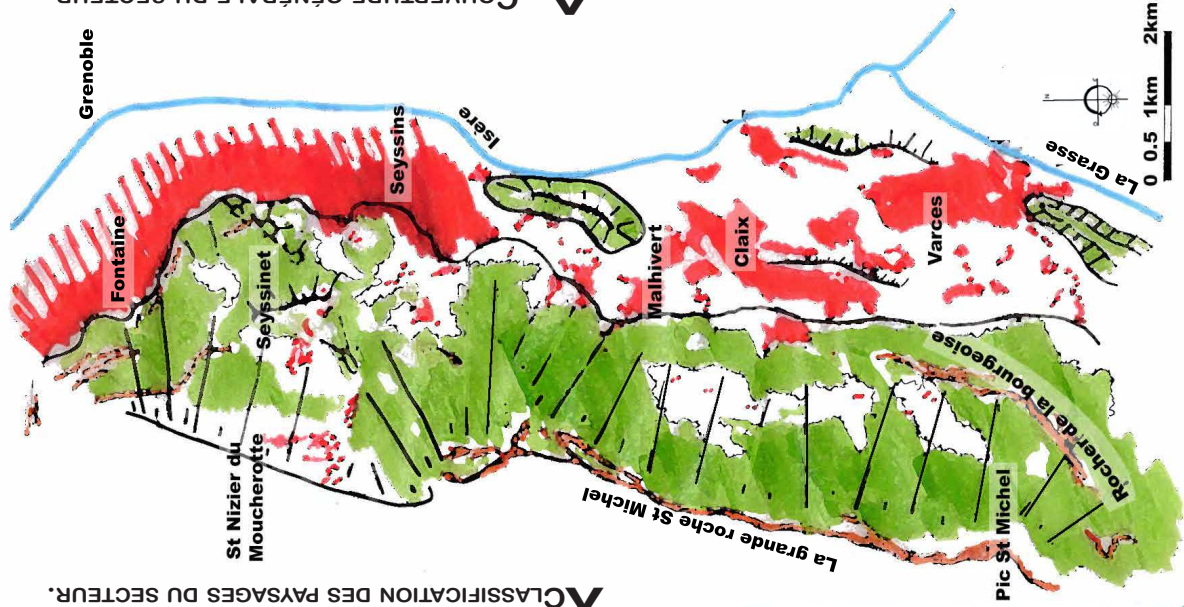 COUVERTURE GÉNÉRALE DU SECTEUR
Grenoble
Fontaine
Seyssins
Isère
Seyssinet
St Nizier du
Moucherotte
Malhivert
Claix
Varces
La Grasse
La grande roche St Michel
Pic St Michel
Rocher de la bourgeoise
N
0 0.5 1km 2km
CLASSIFICATION DES PAYSAGES DU SECTEUR.